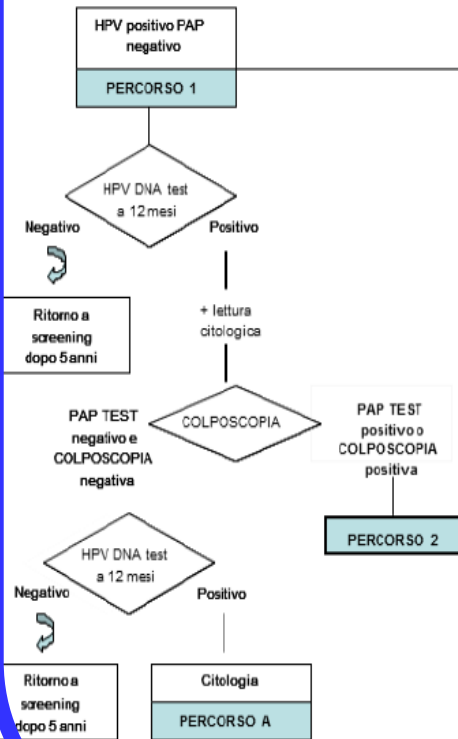 HPV positivo PAP
negativo
PERCORSO 1
HPV DNA test
a 12 mesi
Negativo
Positivo
Ritorno a
screening
dopo 5 anni
+ lettura
citologica
COLPOSCOPIA
PAP TEST
negativo e
COLPOSCOPIA
negativa
PAP TEST
positivo o
COLPOSCOPIA
positiva
PERCORSO 2
HPV DNA test
a 12 mesi
Negativo
Positivo
Ritorno a
screening
dopo 5 anni
Citologia
PERCORSO A